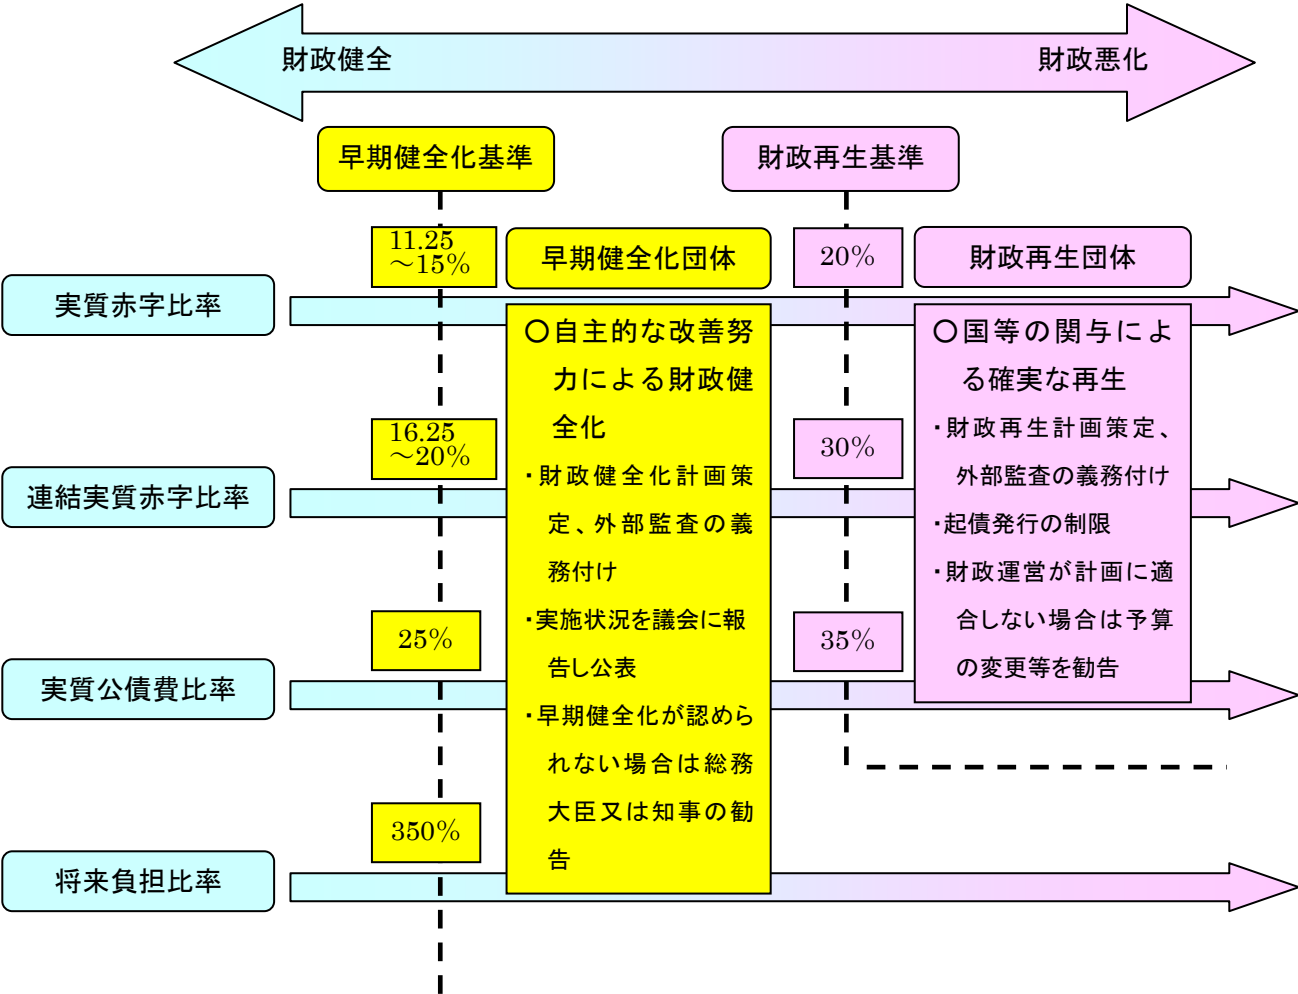 財政健全
財政悪化
早期健全化基準
財政再生基準
11.25
～15%
早期健全化団体
20%
財政再生団体
実質赤字比率
〇自主的な改善努
力による財政健
全化
・財政健全化計画策
定、外部監査の義
務付け
・実施状況を議会に報
告し公表
・早期健全化が認めら
れない場合は総務
大臣又は知事の勧
告
〇国等の関与によ
る確実な再生
・財政再生計画策定、
外部監査の義務付け
・起債発行の制限
・財政運営が計画に適
合しない場合は予算
の変更等を勧告
16.25
～20%
30%
連結実質赤字比率
25%
35%
実質公債費比率
350%
将来負担比率